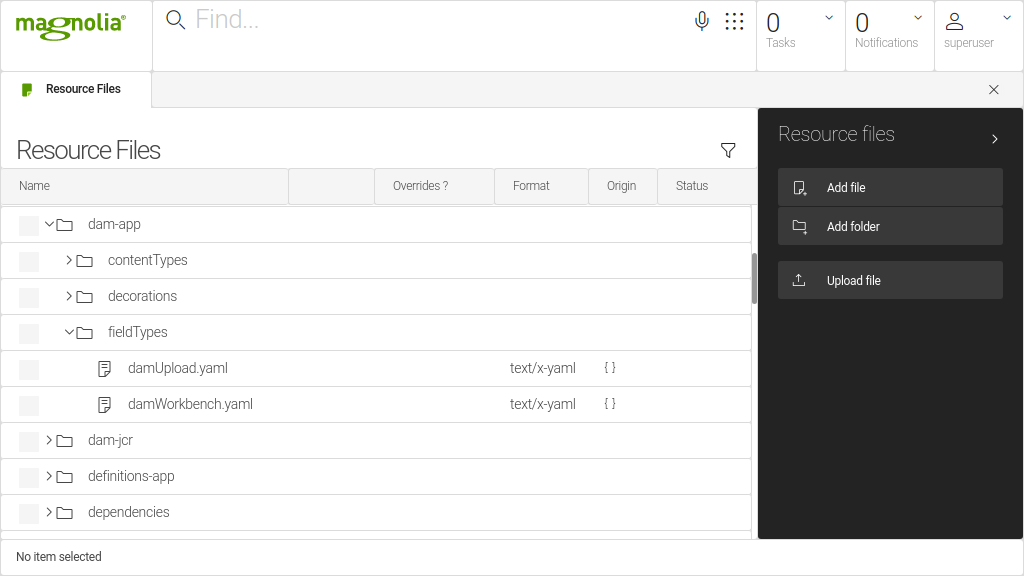 magnolia®
Find...
0
Tasks
0
Notifications
superuser
Resource Files
Resource Files
Name
Overrides ?
Format
Origin
Status
dam-app
contentTypes
decorations
fieldTypes
damUpload.yaml text/x-yaml { }
damWorkbench.yaml text/x-yaml { }
dam-jcr
definitions-app
dependencies
Resource files
Add file
Add folder
Upload file
No item selected